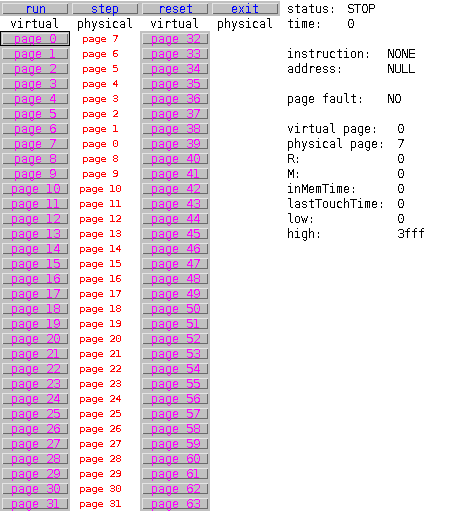 run step reset exit status: STOP
virtual physical virtual physical time: 0
page 0 page 7 page 32
page 1 page 6 page 33 instruction: NONE
page 2 page 5 page 34 address: NULL
page 3 page 4 page 35
page 4 page 3 page 36 page fault: NO
page 5 page 2 page 37
page 6 page 1 page 38 virtual page: 0
page 7 page 0 page 39 physical page: 7
page 8 page 8 page 40 R: 0
page 9 page 9 page 41 M: 0
page 10 page 10 page 42 inMemTime: 0
page 11 page 11 page 43 lastTouchTime: 0
page 12 page 12 page 44 low: 0
page 13 page 13 page 45 high: 3fff
page 14 page 14 page 46
page 15 page 15 page 47
page 16 page 16 page 48
page 17 page 17 page 49
page 18 page 18 page 50
page 19 page 19 page 51
page 20 page 20 page 52
page 21 page 21 page 53
page 22 page 22 page 54
page 23 page 23 page 55
page 24 page 24 page 56
page 25 page 25 page 57
page 26 page 26 page 58
page 27 page 27 page 59
page 28 page 28 page 60
page 29 page 29 page 61
page 30 page 30 page 62
page 31 page 31 page 63